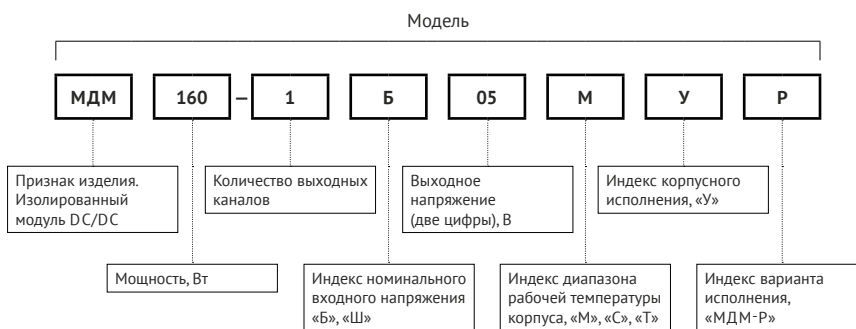 Модель
МДМ 160 – 1 Б 05 М У Р
Признак изделия.
Изолированный
модуль DC/DC
Количество выходных
каналов
Выходное
напряжение
(две цифры), В
Индекс корпусного
исполнения, «У»
Мощность, Вт
Индекс номинального
входного напряжения
«Б», «Ш»
Индекс диапазона
рабочей температуры
корпуса, «М», «С», «Т»
Индекс варианта
исполнения,
«МДМ-Р»